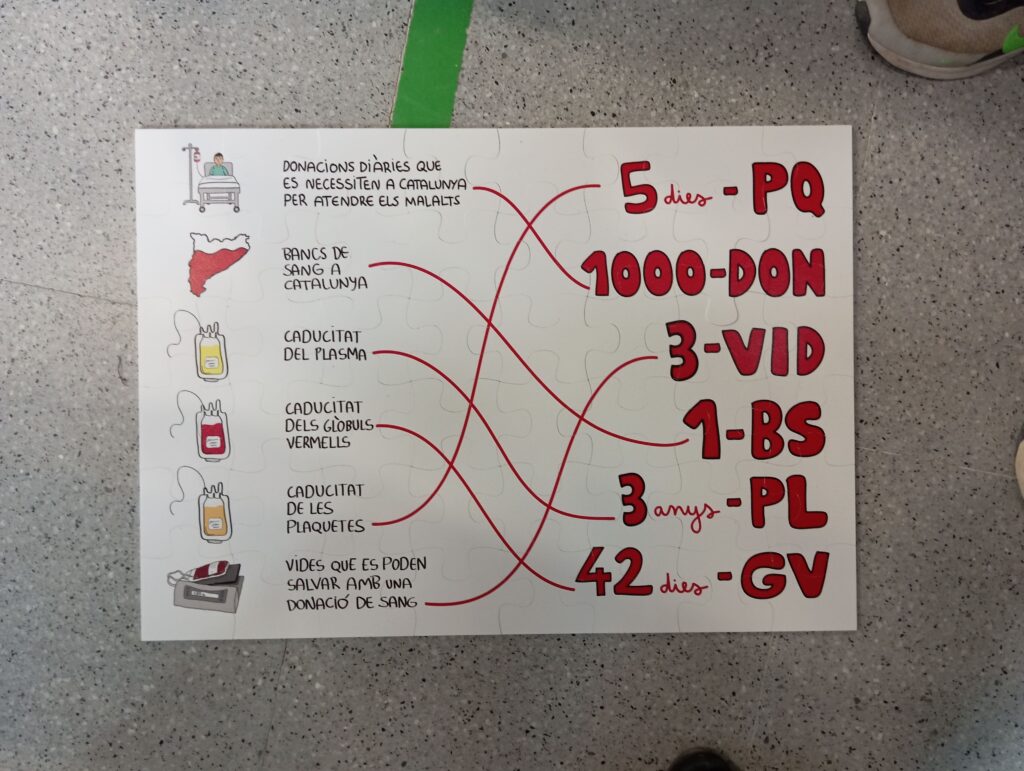 DONACIONS DIÀRIES QUE
ES NECESSITEN A CATALUNYA
PER ATENDRE ELS MALALTS
5 dies - PQ
BANCS DE
SANG A
CATALUNYA
1000-DON
CADUCITAT
DEL PLASMA
3-VID
CADUCITAT
DELS GLÒBULS
VERMELLS
1-BS
CADUCITAT
DE LES
PLAQUETES
3 anys - PL
VIDES QUE ES PODEN
SALVAR AMB UNA
DONACIÓ DE SANG
42 dies - GV